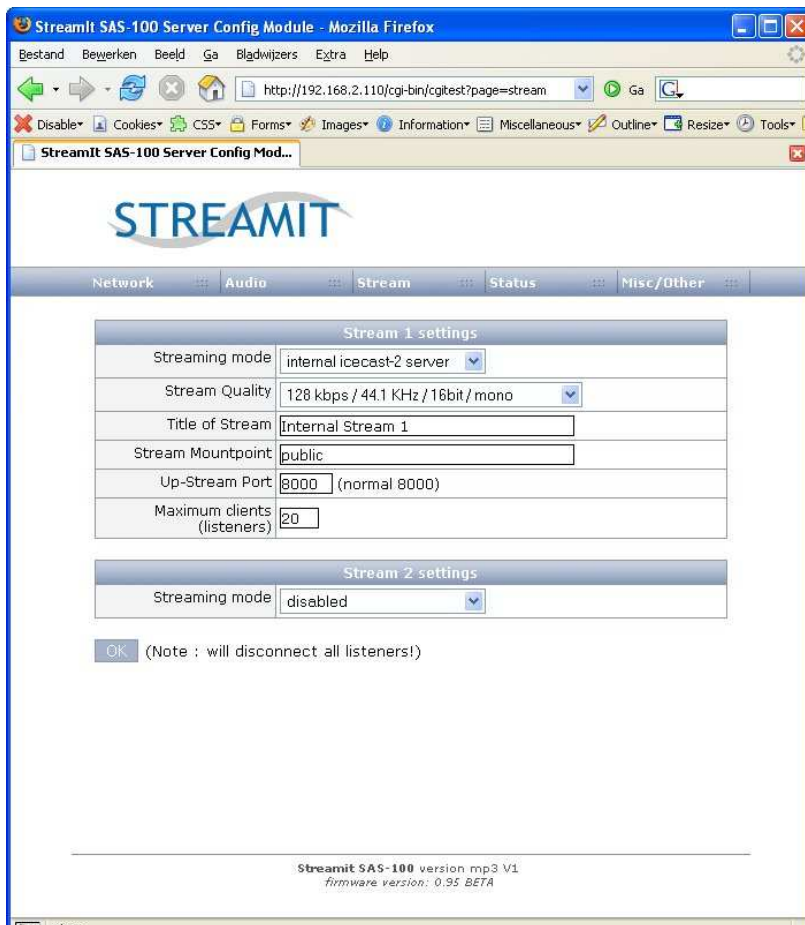 StreamIt SAS-100 Server Config Module - Mozilla Firefox
Bestand Bewerken Beeld Ga Bladwijzers Extra Help
http://192.168.2.110/cgi-bin/cgitest?page=stream Ga G
Disable Cookies CSS Forms Images Information Miscellaneous Outline Resize Tools
StreamIt SAS-100 Server Config Mod...
STREAMIT
Network Audio Stream Status Misc/Other
Stream 1 settings
Streaming mode internal icecast-2 server
Stream Quality 128 kbps / 44.1 KHz / 16bit / mono
Title of Stream Internal Stream 1
Stream Mountpoint public
Up-Stream Port 8000 (normal 8000)
Maximum clients
(listeners) 20
Stream 2 settings
Streaming mode disabled
OK (Note : will disconnect all listeners!)
Streamit SAS-100 version mp3 V1
firmware version: 0.95 BETA